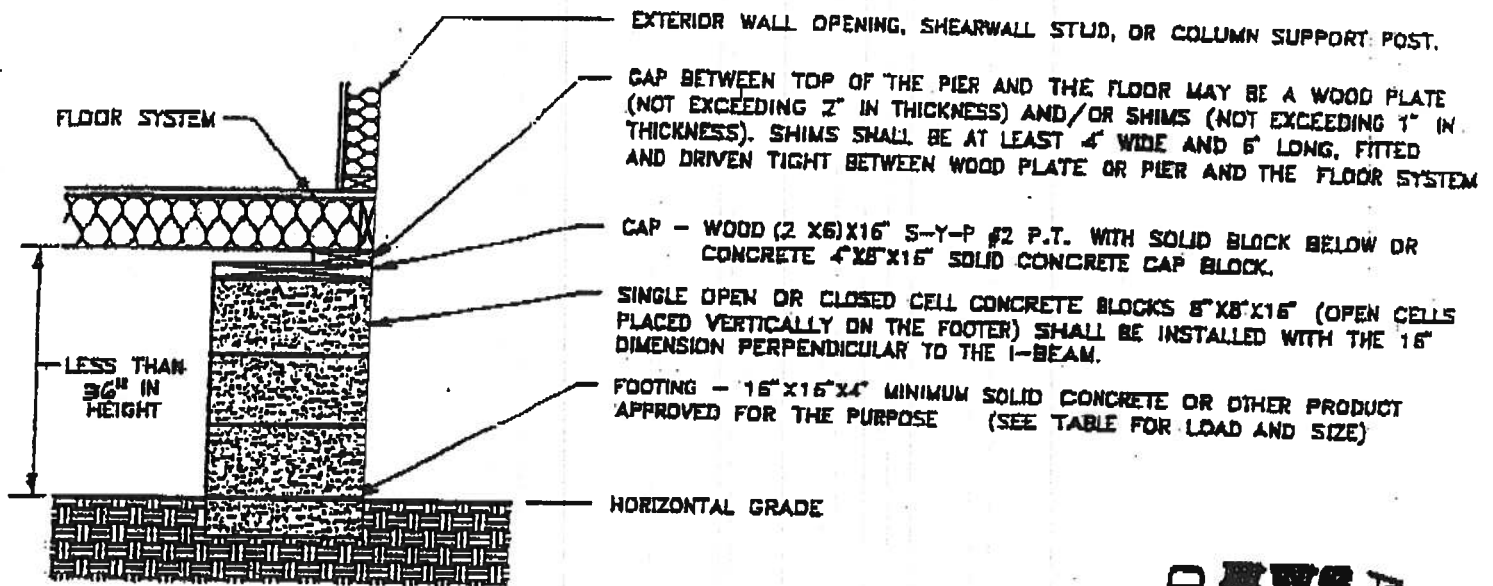 EXTERIOR WALL OPENING, SHEARWALL STUD, OR COLUMN SUPPORT POST.
GAP BETWEEN TOP OF THE PIER AND THE FLOOR MAY BE A WOOD PLATE
(NOT EXCEEDING 2" IN THICKNESS) AND/OR SHIMS (NOT EXCEEDING 1" IN
THICKNESS). SHIMS SHALL BE AT LEAST 4" WIDE AND 6" LONG, FITTED
AND DRIVEN TIGHT BETWEEN WOOD PLATE OR PIER AND THE FLOOR SYSTEM
FLOOR SYSTEM
CAP - WOOD (2 X6)X16" S-Y-P #2 P.T. WITH SOLID BLOCK BELOW OR
CONCRETE 4"X8"X16" SOLID CONCRETE CAP BLOCK.
SINGLE OPEN OR CLOSED CELL CONCRETE BLOCKS 8"X8"X16" (OPEN CELLS
PLACED VERTICALLY ON THE FOOTER) SHALL BE INSTALLED WITH THE 16"
DIMENSION PERPENDICULAR TO THE I-BEAM.
LESS THAN
36" IN
HEIGHT
FOOTING - 16"X16"X4" MINIMUM SOLID CONCRETE OR OTHER PRODUCT
APPROVED FOR THE PURPOSE (SEE TABLE FOR LOAD AND SIZE)
HORIZONTAL GRADE